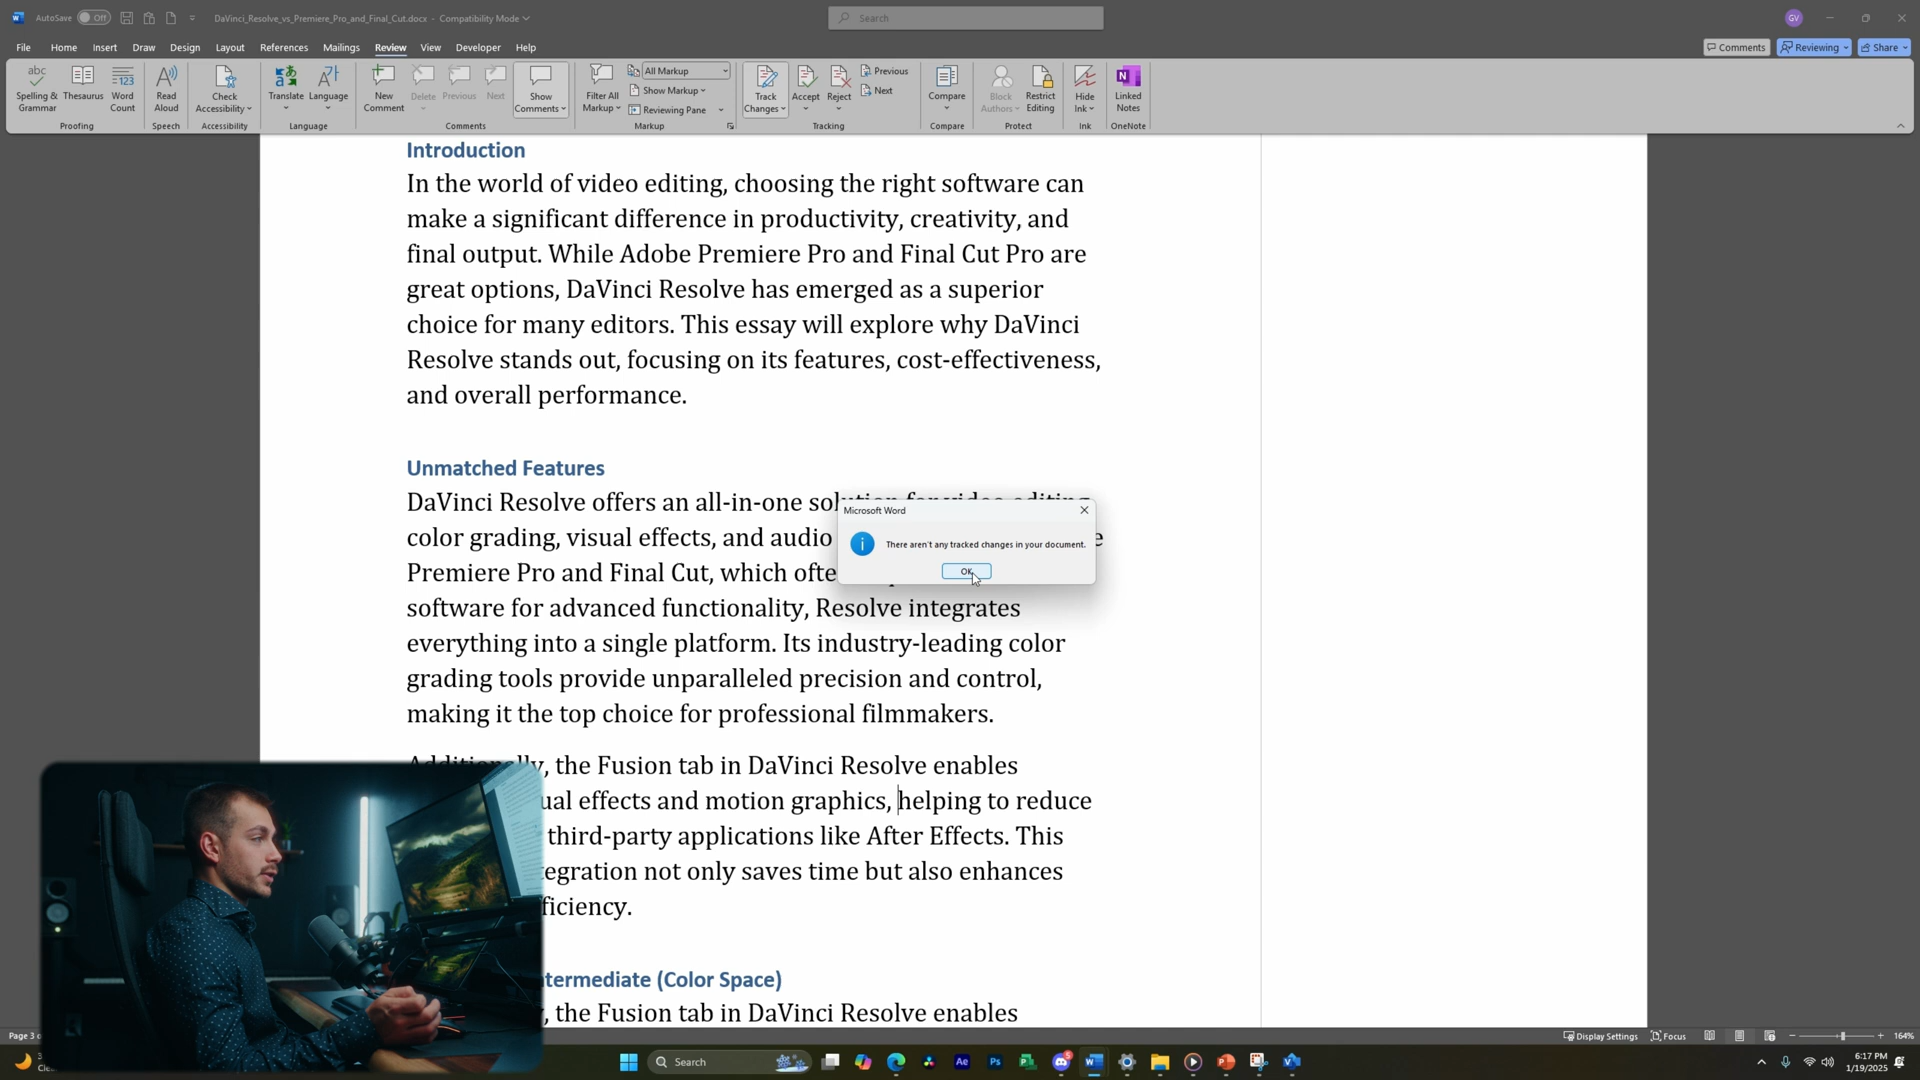 AutoSave Off DaVinci_Resolve_vs_Premiere_Pro_and_Final_Cut.docx - Compatibility Mode Search GV
File Home Insert Draw Design Layout References Mailings Review View Developer Help Comments Reviewing Share
Spelling & Grammar Thesaurus Word Count Read Aloud Check Accessibility Translate Language New Comment Delete Previous Next Show Comments Filter All Markup All Markup Show Markup Reviewing Pane Track Changes Accept Reject Previous Next Compare Block Authors Restrict Editing Hide Ink Linked Notes
Proofing Speech Accessibility Language Comments Markup Tracking Compare Protect Ink OneNote
Introduction
In the world of video editing, choosing the right software can
make a significant difference in productivity, creativity, and
final output. While Adobe Premiere Pro and Final Cut Pro are
great options, DaVinci Resolve has emerged as a superior
choice for many editors. This essay will explore why DaVinci
Resolve stands out, focusing on its features, cost-effectiveness,
and overall performance.
Unmatched Features
DaVinci Resolve offers an all-in-one solution for video editing
color grading, visual effects, and audio
Premiere Pro and Final Cut, which ofte
Microsoft Word
There aren't any tracked changes in your document.
OK
software for advanced functionality, Resolve integrates
everything into a single platform. Its industry-leading color
grading tools provide unparalleled precision and control,
making it the top choice for professional filmmakers.
Additionally, the Fusion tab in DaVinci Resolve enables
ual effects and motion graphics, helping to reduce
third-party applications like After Effects. This
tegration not only saves time but also enhances
ficiency.
ntermediate (Color Space)
, the Fusion tab in DaVinci Resolve enables
Page 3 Display Settings Focus 164%
Search
6:17 PM
1/19/2025